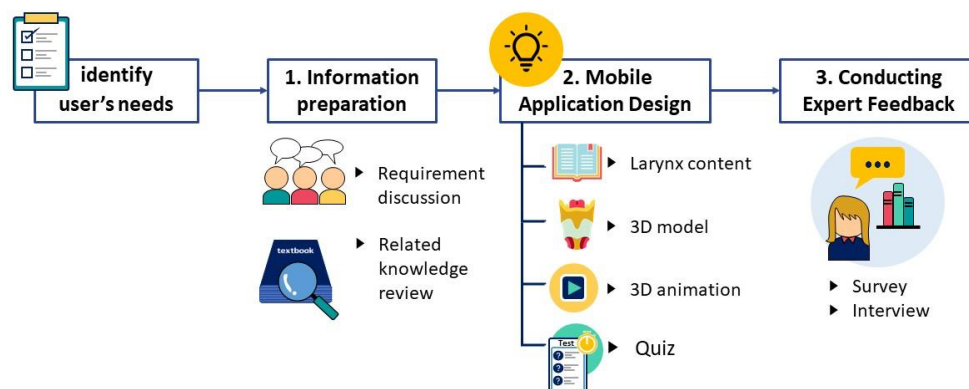 identify
user's needs
1. Information
preparation
2. Mobile
Application Design
3. Conducting
Expert Feedback
Requirement
discussion
textbook
Related
knowledge
review
Larynx content
3D model
3D animation
Test
Quiz
Survey
Interview